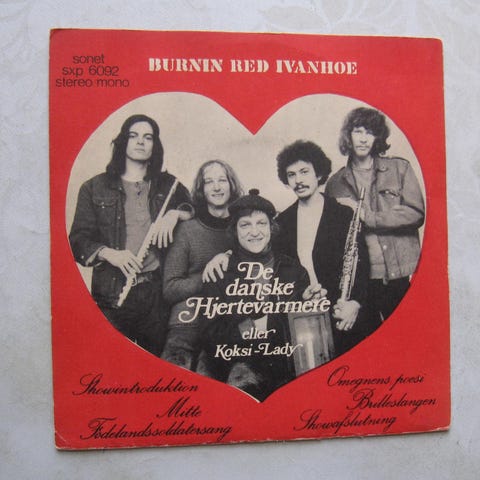 sonet
sxp 6092
stereo mono
BURNIN RED IVANHOE
De
danske
Hjertevarmere
eller
Koksi-Lady
Showintroduktion
Mitte
Fødelandssoldatersang
Omegnens poesi
Brilleslangen
Showafslutning